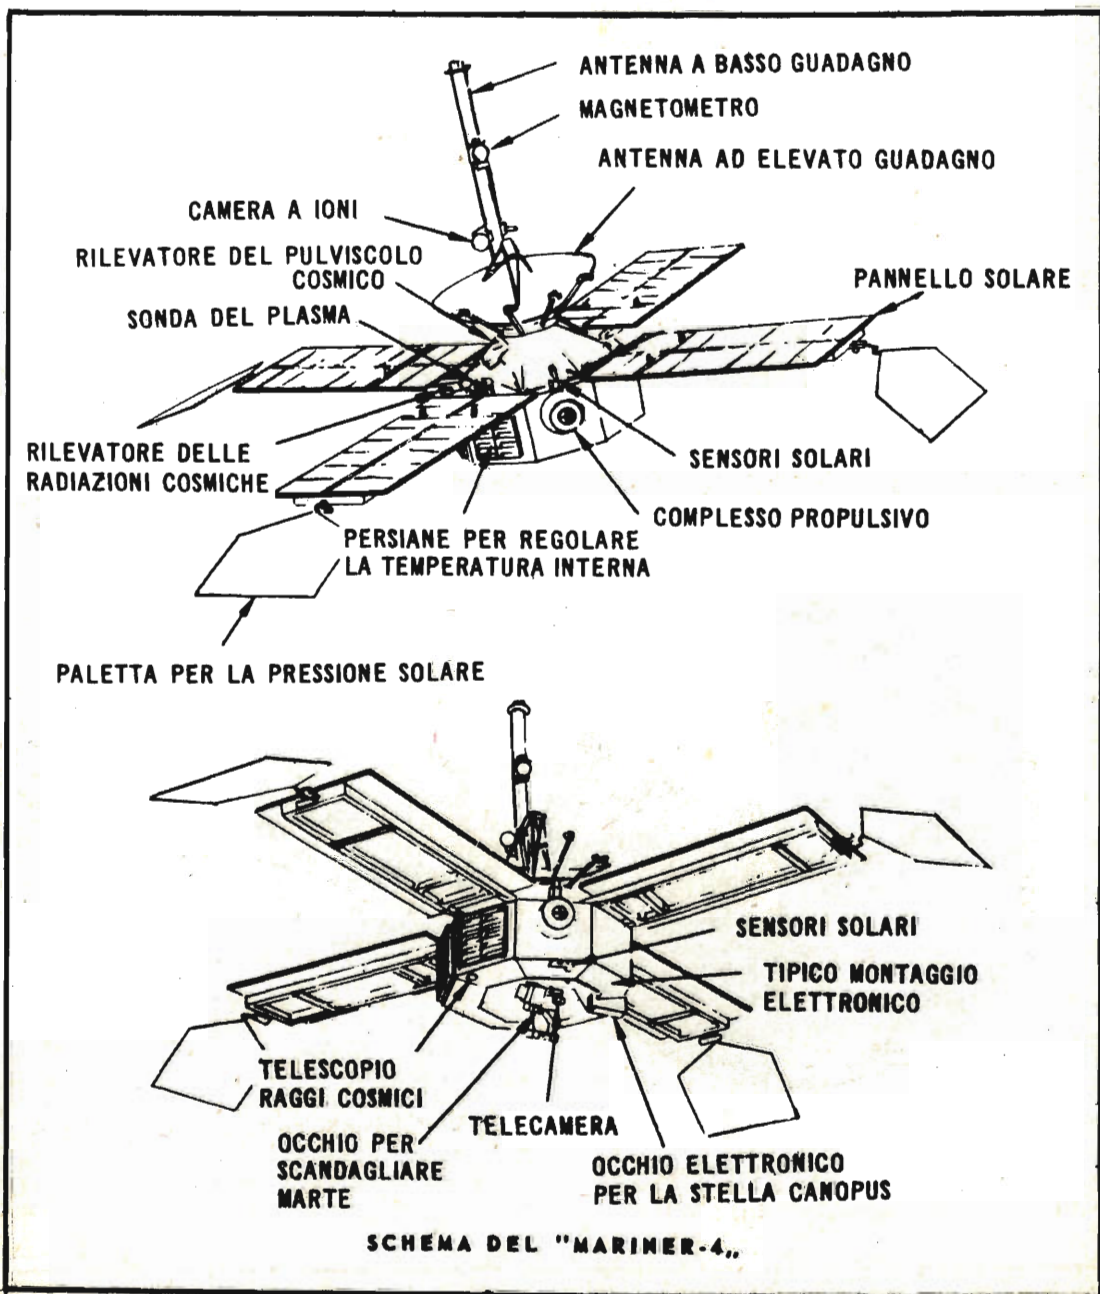 ANTENNA A BASSO GUADAGNO
MAGNETOMETRO
ANTENNA AD ELEVATO GUADAGNO
CAMERA A IONI
RILEVATORE DEL PULVISCOLO
COSMICO
PANNELLO SOLARE
SONDA DEL PLASMA
RILEVATORE DELLE
RADIAZIONI COSMICHE
SENSORI SOLARI
COMPLESSO PROPULSIVO
PERSIANE PER REGOLARE
LA TEMPERATURA INTERNA
PALETTA PER LA PRESSIONE SOLARE
SENSORI SOLARI
TIPICO MONTAGGIO
ELETTRONICO
TELESCOPIO
RAGGI COSMICI
TELECAMERA
OCCHIO PER
SCANDAGLIARE
MARTE
OCCHIO ELETTRONICO
PER LA STELLA CANOPUS
SCHEMA DEL "MARINER-4„